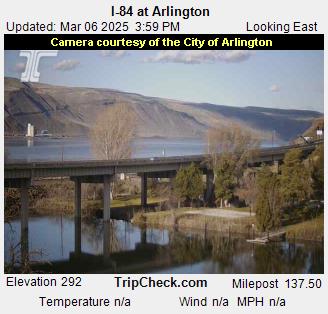 I-84 at Arlington
Updated: Mar 06 2025 3:59 PM Looking East
Camera courtesy of the City of Arlington
Elevation 292 TripCheck.com Milepost 137.50
Temperature n/a Wind n/a MPH n/a